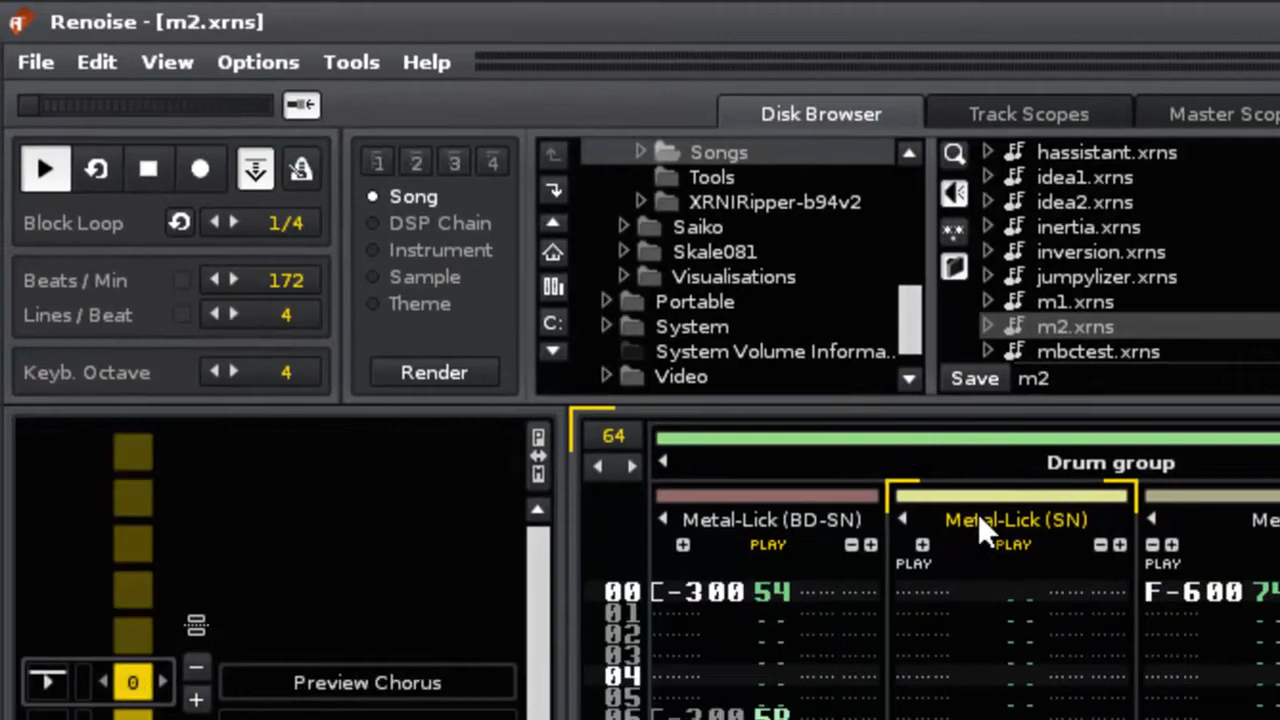 Renoise - [m2.xrns]
File Edit View Options Tools Help
Disk Browser Track Scopes Master Scop
1 2 3 4
Song
DSP Chain
Instrument
Sample
Theme
Render
Block Loop 1/4
Beats / Min 172
Lines / Beat 4
Keyb. Octave 4
C:
Songs
Tools
XRNIRipper-b94v2
Saiko
Skale081
Visualisations
Portable
System
System Volume Informa..
Video
hassistant.xrns
idea1.xrns
idea2.xrns
inertia.xrns
inversion.xrns
jumpylizer.xrns
m1.xrns
m2.xrns
mbctest.xrns
Save m2
P
M
64
Drum group
Metal-Lick (BD-SN) Metal-Lick (SN) Me
PLAY PLAY
PLAY PLAY
00 C-300 54 F-600 74
01
02
03
04
05
0 Preview Chorus